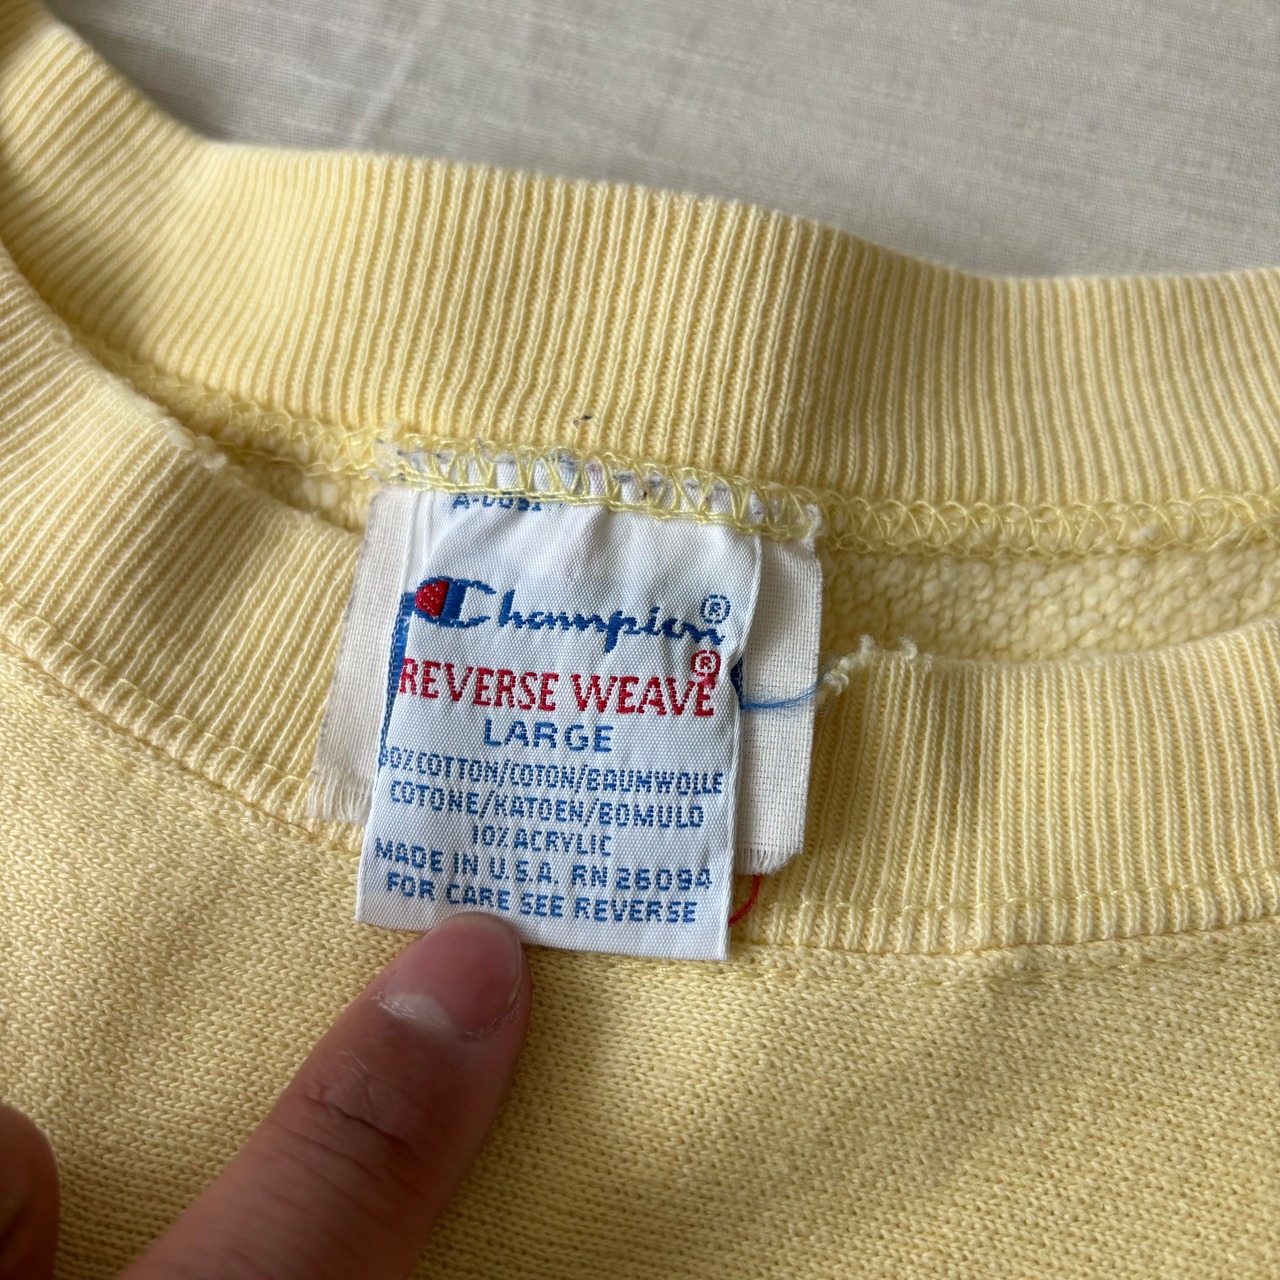 Champion®
REVERSE WEAVE®
LARGE
90% COTTON/COTON/BAUMWOLLE
COTONE/KATOEN/BOMULD
10% ACRYLIC
MADE IN U.S.A. RN 26094
FOR CARE SEE REVERSE